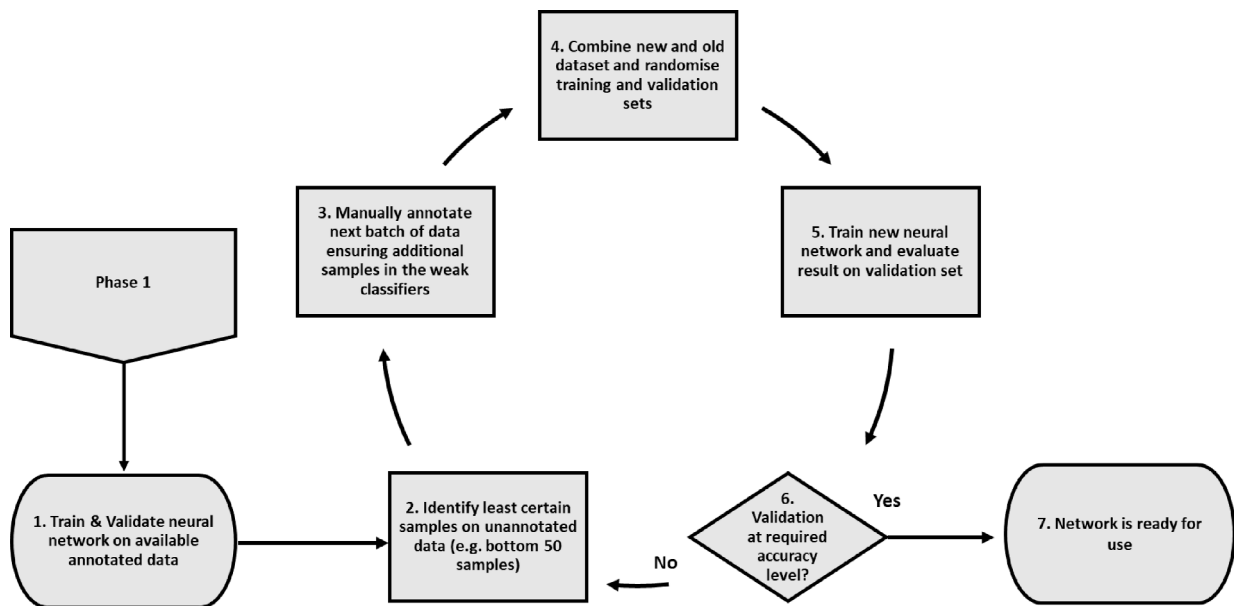 Phase 1
1. Train & Validate neural
network on available
annotated data
2. Identify least certain
samples on unannotated
data (e.g. bottom 50
samples)
3. Manually annotate
next batch of data
ensuring additional
samples in the weak
classifiers
4. Combine new and old
dataset and randomise
training and validation
sets
5. Train new neural
network and evaluate
result on validation set
6.
Validation
at required
accuracy
level?
No
Yes
7. Network is ready for
use